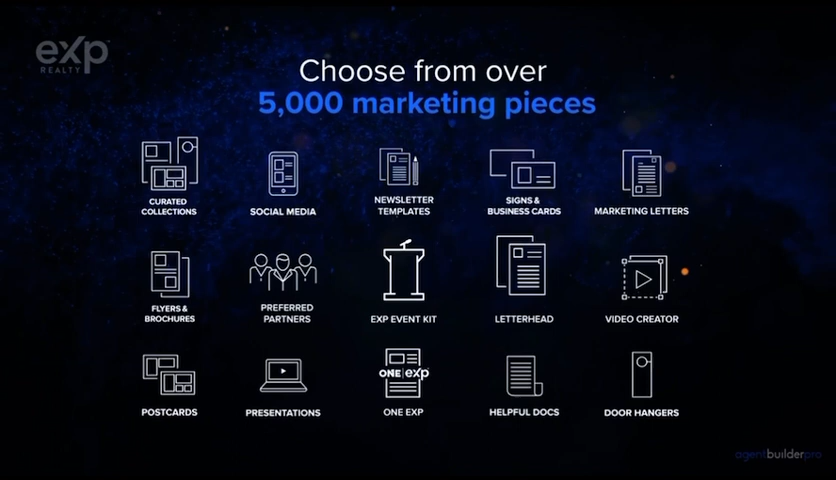 exp
REALTY
Choose from over
5,000 marketing pieces
CURATED
COLLECTIONS
SOCIAL MEDIA
NEWSLETTER
TEMPLATES
SIGNS &
BUSINESS CARDS
MARKETING LETTERS
FLYERS &
BROCHURES
PREFERRED
PARTNERS
EXP EVENT KIT
LETTERHEAD
VIDEO CREATOR
POSTCARDS
PRESENTATIONS
ONE | exp
ONE EXP
HELPFUL DOCS
DOOR HANGERS
agentbuilderpro